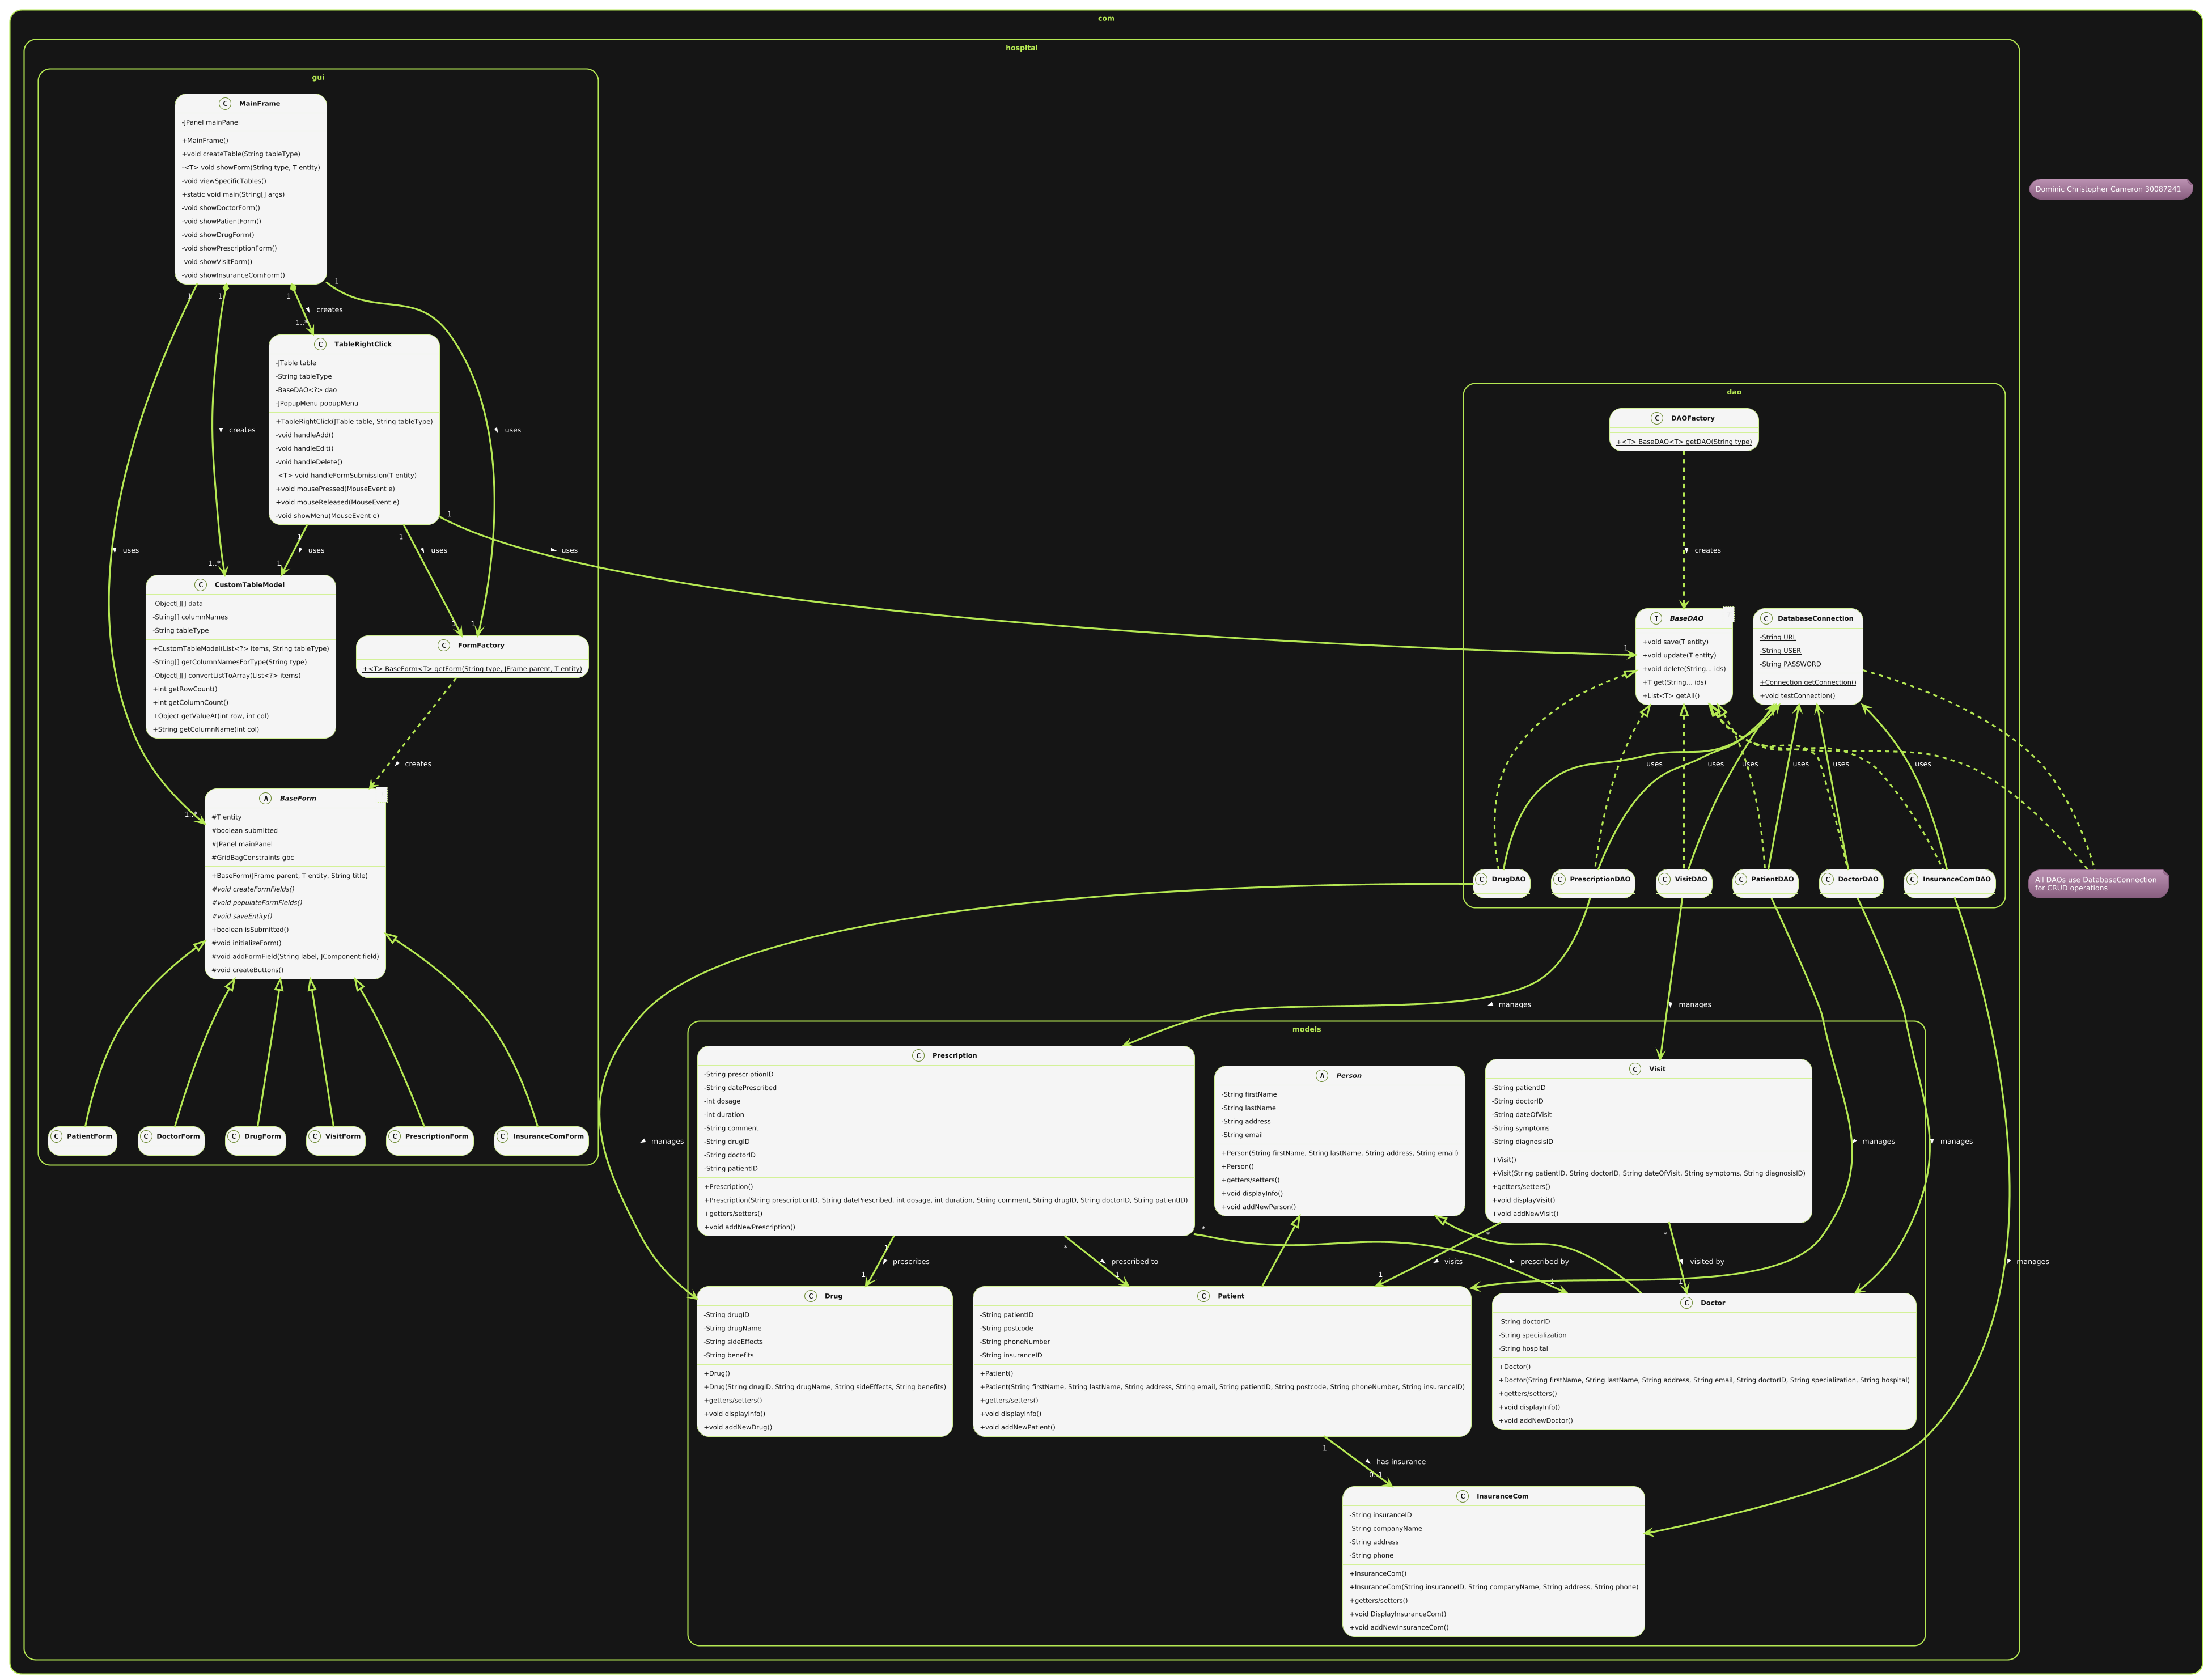 com
hospital
gui
C MainFrame
-JPanel mainPanel
+MainFrame()
+void createTable(String tableType)
-<T> void showForm(String type, T entity)
-void viewSpecificTables()
+static void main(String[] args)
-void showDoctorForm()
-void showPatientForm()
-void showDrugForm()
-void showPrescriptionForm()
-void showVisitForm()
-void showInsuranceComForm()
1
1
1
1
creates
1..*
C TableRightClick
-JTable table
-String tableType
-BaseDAO<?> dao
-JPopupMenu popupMenu
+TableRightClick(JTable table, String tableType)
-void handleAdd()
-void handleEdit()
-void handleDelete()
-<T> void handleFormSubmission(T entity)
+void mousePressed(MouseEvent e)
+void mouseReleased(MouseEvent e)
-void showMenu(MouseEvent e)
creates
uses
1
1
1
uses
uses
uses
uses
1..*
1
C CustomTableModel
-Object[][] data
-String[] columnNames
-String tableType
+CustomTableModel(List<?> items, String tableType)
-String[] getColumnNamesForType(String type)
-Object[][] convertListToArray(List<?> items)
+int getRowCount()
+int getColumnCount()
+Object getValueAt(int row, int col)
+String getColumnName(int col)
1
1
C FormFactory
+<T> BaseForm<T> getForm(String type, JFrame parent, T entity)
creates
1..*
A BaseForm
#T entity
#boolean submitted
#JPanel mainPanel
#GridBagConstraints gbc
+BaseForm(JFrame parent, T entity, String title)
#void createFormFields()
#void populateFormFields()
#void saveEntity()
+boolean isSubmitted()
#void initializeForm()
#void addFormField(String label, JComponent field)
#void createButtons()
C PatientForm
C DoctorForm
C DrugForm
C VisitForm
C PrescriptionForm
C InsuranceComForm
Dominic Christopher Cameron 30087241
dao
C DAOFactory
+<T> BaseDAO<T> getDAO(String type)
creates
1
I BaseDAO
+void save(T entity)
+void update(T entity)
+void delete(String... ids)
+T get(String... ids)
+List<T> getAll()
C DatabaseConnection
-String URL
-String USER
-String PASSWORD
+Connection getConnection()
+void testConnection()
uses
uses
uses
uses
uses
uses
C DrugDAO
C PrescriptionDAO
C VisitDAO
C PatientDAO
C DoctorDAO
C InsuranceComDAO
All DAOs use DatabaseConnection
for CRUD operations
manages
manages
manages
manages
manages
manages
models
C Prescription
-String prescriptionID
-String datePrescribed
-int dosage
-int duration
-String comment
-String drugID
-String doctorID
-String patientID
+Prescription()
+Prescription(String prescriptionID, String datePrescribed, int dosage, int duration, String comment, String drugID, String doctorID, String patientID)
+getters/setters()
+void addNewPrescription()
A Person
-String firstName
-String lastName
-String address
-String email
+Person(String firstName, String lastName, String address, String email)
+Person()
+getters/setters()
+void displayInfo()
+void addNewPerson()
C Visit
-String patientID
-String doctorID
-String dateOfVisit
-String symptoms
-String diagnosisID
+Visit()
+Visit(String patientID, String doctorID, String dateOfVisit, String symptoms, String diagnosisID)
+getters/setters()
+void displayVisit()
+void addNewVisit()
1
*
*
*
*
prescribes
prescribed to
visits
prescribed by
visited by
1
1
1
1
1
C Drug
-String drugID
-String drugName
-String sideEffects
-String benefits
+Drug()
+Drug(String drugID, String drugName, String sideEffects, String benefits)
+getters/setters()
+void displayInfo()
+void addNewDrug()
C Patient
-String patientID
-String postcode
-String phoneNumber
-String insuranceID
+Patient()
+Patient(String firstName, String lastName, String address, String email, String patientID, String postcode, String phoneNumber, String insuranceID)
+getters/setters()
+void displayInfo()
+void addNewPatient()
C Doctor
-String doctorID
-String specialization
-String hospital
+Doctor()
+Doctor(String firstName, String lastName, String address, String email, String doctorID, String specialization, String hospital)
+getters/setters()
+void displayInfo()
+void addNewDoctor()
1
has insurance
0..1
C InsuranceCom
-String insuranceID
-String companyName
-String address
-String phone
+InsuranceCom()
+InsuranceCom(String insuranceID, String companyName, String address, String phone)
+getters/setters()
+void DisplayInsuranceCom()
+void addNewInsuranceCom()